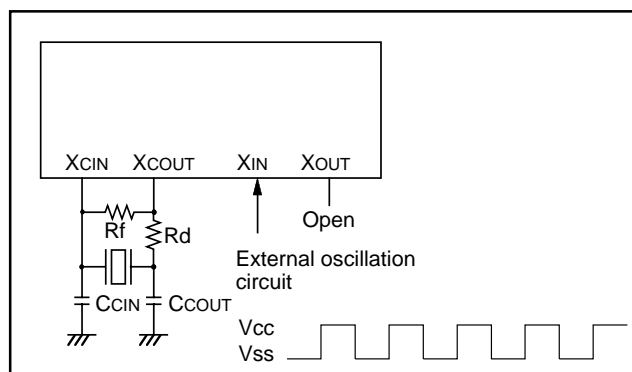 XCIN XCOUT XIN XOUT
Rf
Rd
Open
External oscillation
circuit
CCIN CCOUT
Vcc
Vss